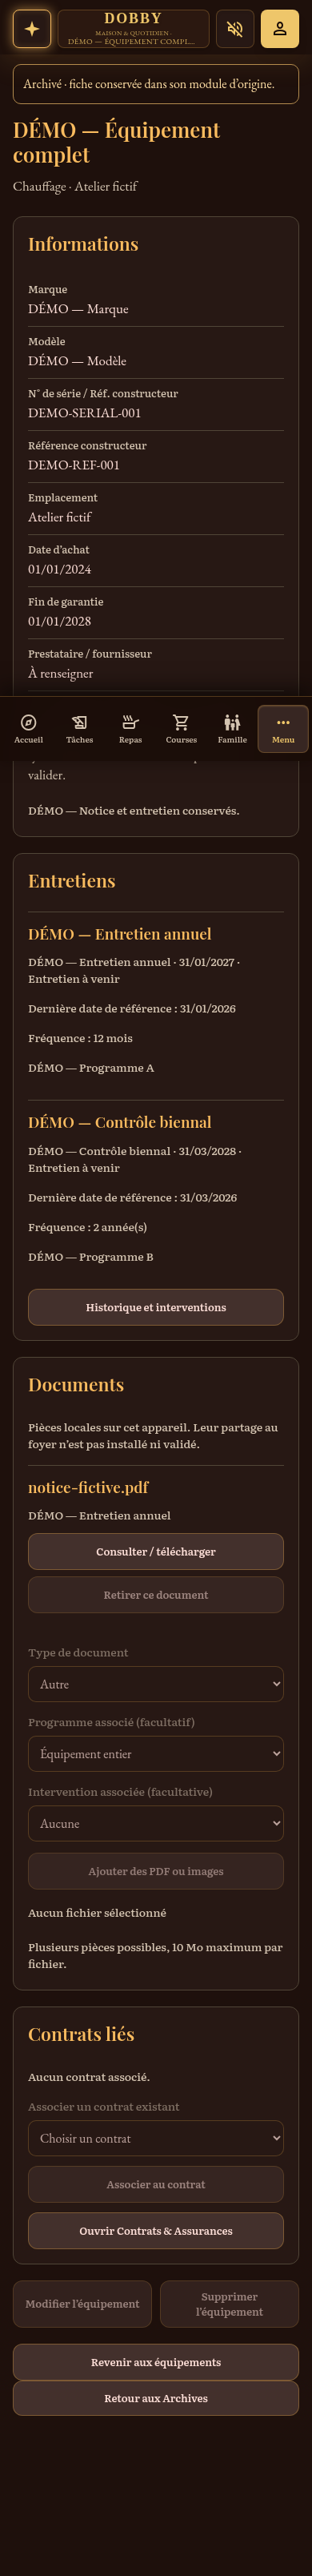 DOBBY
MAISON & QUOTIDIEN ·
DÉMO — ÉQUIPEMENT COMPL…
Archivé · fiche conservée dans son module d’origine.
DÉMO — Équipement
complet
Chauffage · Atelier fictif
Informations
Marque
DÉMO — Marque
Modèle
DÉMO — Modèle
N° de série / Réf. constructeur
DEMO-SERIAL-001
Référence constructeur
DEMO-REF-001
Emplacement
Atelier fictif
Date d’achat
01/01/2024
Fin de garantie
01/01/2028
Prestataire / fournisseur
À renseigner
Accueil
Tâches
Repas
Courses
Famille
Menu
valider.
DÉMO — Notice et entretien conservés.
Entretiens
DÉMO — Entretien annuel
DÉMO — Entretien annuel · 31/01/2027 ·
Entretien à venir
Dernière date de référence : 31/01/2026
Fréquence : 12 mois
DÉMO — Programme A
DÉMO — Contrôle biennal
DÉMO — Contrôle biennal · 31/03/2028 ·
Entretien à venir
Dernière date de référence : 31/03/2026
Fréquence : 2 année(s)
DÉMO — Programme B
Historique et interventions
Documents
Pièces locales sur cet appareil. Leur partage au
foyer n’est pas installé ni validé.
notice-fictive.pdf
DÉMO — Entretien annuel
Consulter / télécharger
Retirer ce document
Type de document
Autre
Programme associé (facultatif)
Équipement entier
Intervention associée (facultative)
Aucune
Ajouter des PDF ou images
Aucun fichier sélectionné
Plusieurs pièces possibles, 10 Mo maximum par
fichier.
Contrats liés
Aucun contrat associé.
Associer un contrat existant
Choisir un contrat
Associer au contrat
Ouvrir Contrats & Assurances
Modifier l’équipement
Supprimer
l’équipement
Revenir aux équipements
Retour aux Archives